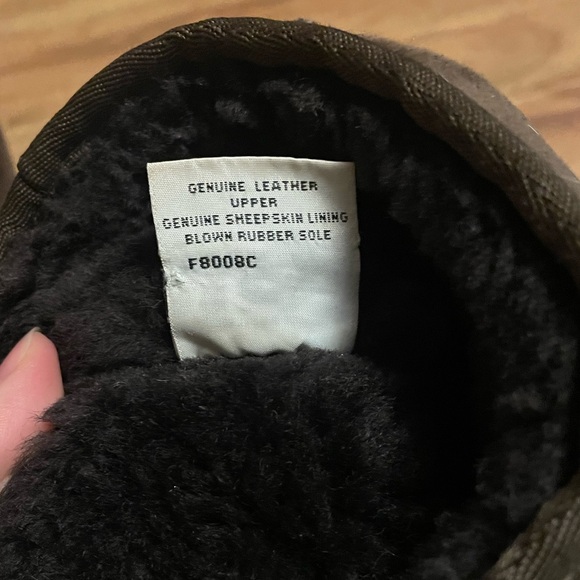 GENUINE LEATHER
UPPER
GENUINE SHEEPSKIN LINING
BLOWN RUBBER SOLE
F8008C